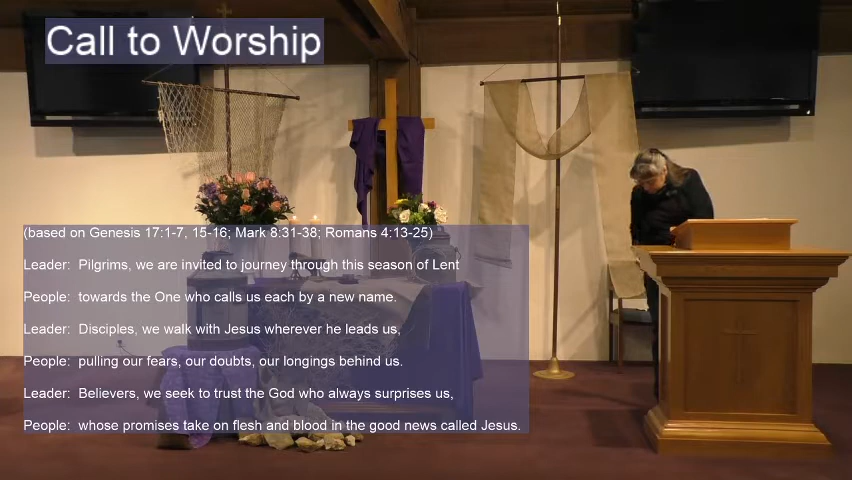 Call to Worship
(based on Genesis 17:1-7, 15-16; Mark 8:31-38; Romans 4:13-25)
Leader: Pilgrims, we are invited to journey through this season of Lent
People: towards the One who calls us each by a new name.
Leader: Disciples, we walk with Jesus wherever he leads us,
People: pulling our fears, our doubts, our longings behind us.
Leader: Believers, we seek to trust the God who always surprises us,
People: whose promises take on flesh and blood in the good news called Jesus.